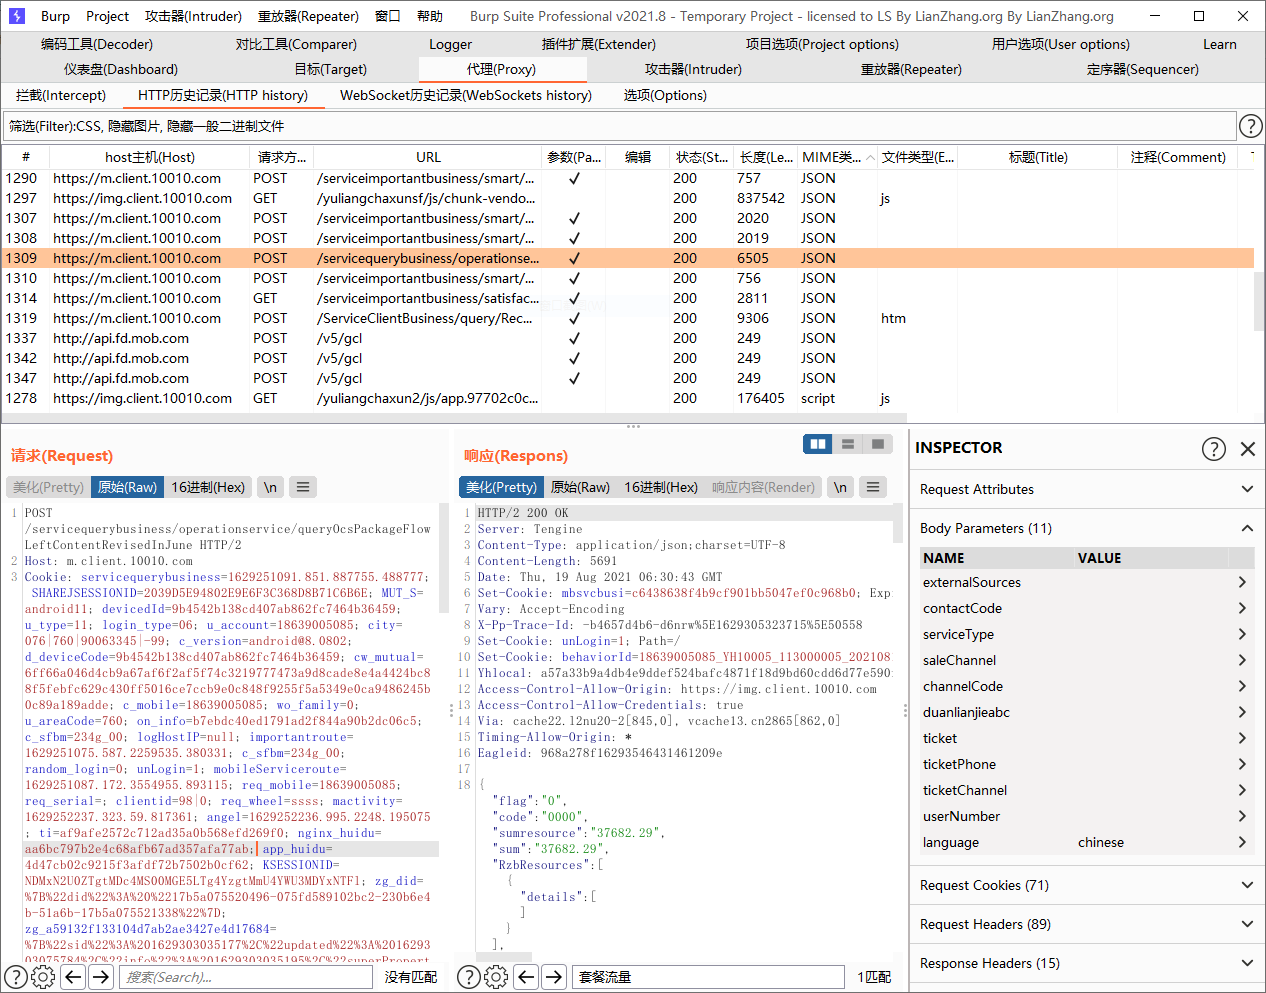 Burp Project 攻击器(Intruder) 重放器(Repeater) 窗口 帮助 Burp Suite Professional v2021.8 - Temporary Project - licensed to LS By LianZhang.org By LianZhang.org
编码工具(Decoder) 对比工具(Comparer) Logger 插件扩展(Extender) 项目选项(Project options) 用户选项(User options) Learn
仪表盘(Dashboard) 目标(Target) 代理(Proxy) 攻击器(Intruder) 重放器(Repeater) 定序器(Sequencer)
拦截(Intercept) HTTP历史记录(HTTP history) WebSocket历史记录(WebSockets history) 选项(Options)
筛选(Filter):CSS, 隐藏图片, 隐藏一般二进制文件
# host主机(Host) 请求方... URL 参数(Pa... 编辑 状态(St... 长度(Le... MIME类... 文件类型(E... 标题(Title) 注释(Comment)
1290 https://m.client.10010.com POST /serviceimportantbusiness/smart/... ✓ 200 757 JSON
1297 https://img.client.10010.com GET /yuliangchaxunsf/js/chunk-vendo... 200 837542 JSON js
1307 https://m.client.10010.com POST /serviceimportantbusiness/smart/... ✓ 200 2020 JSON
1308 https://m.client.10010.com POST /serviceimportantbusiness/smart/... ✓ 200 2019 JSON
1309 https://m.client.10010.com POST /servicequerybusiness/operationse... ✓ 200 6505 JSON
1310 https://m.client.10010.com POST /serviceimportantbusiness/smart/... ✓ 200 756 JSON
1314 https://m.client.10010.com GET /serviceimportantbusiness/satisfac... ✓ 200 2811 JSON
1319 https://m.client.10010.com POST /ServiceClientBusiness/query/Rec... ✓ 200 9306 JSON htm
1337 http://api.fd.mob.com POST /v5/gcl ✓ 200 249 JSON
1342 http://api.fd.mob.com POST /v5/gcl ✓ 200 249 JSON
1347 http://api.fd.mob.com POST /v5/gcl ✓ 200 249 JSON
1278 https://img.client.10010.com GET /yuliangchaxun2/js/app.97702c0c... 200 176405 script js
请求(Request)
美化(Pretty) 原始(Raw) 16进制(Hex) \n
1 POST
/servicequerybusiness/operationservice/queryOcsPackageFlow
LeftContentRevisedInJune HTTP/2
2 Host: m.client.10010.com
3 Cookie: servicequerybusiness=1629251091.851.887755.488777;
SHAREJSESSIONID=2039D5E94802E9E6F3C368D8B71C6B6E; MUT_S=
android11; devicedId=9b4542b138cd407ab862fc7464b36459;
u_type=11; login_type=06; u_account=18639005085; city=
076|760|90063345|-99; c_version=android@8.0802;
d_deviceCode=9b4542b138cd407ab862fc7464b36459; cw_mutual=
6ff66a046d4cb9a67af6f2af5f74c3219777473a9d8cade8e4a4424bc8
8f5febfc629c430ff5016ce7ccb9e0c848f9255f5a5349e0ca9486245b
0c89a189adde; c_mobile=18639005085; wo_family=0;
u_areaCode=760; on_info=b7ebdc40ed1791ad2f844a90b2dc06c5;
c_sfbm=234g_00; logHostIP=null; importantroute=
1629251075.587.2259535.380331; c_sfbm=234g_00;
random_login=0; unLogin=1; mobileServiceroute=
1629251087.172.3554955.893115; req_mobile=18639005085;
req_serial=; clientid=98|0; req_wheel=ssss; mactivity=
1629252237.323.59.817361; angel=1629252236.995.2248.195075
; ti=af9afe2572c712ad35a0b568efd269f0; nginx_huidu=
aa6bc797b2e4c68afb67ad357afa77ab; app_huidu=
4d47cb02c9215f3afdf72b7502b0cf62; KSESSIONID=
NDMxN2U0ZTgtMDc4MS00MGE5LTg4YzgtMmU4YWU3MDYxNTFl; zg_did=
%7B%22did%22%3A%20%2217b5a075520496-075fd589102bc2-230b6e4
b-51a6b-17b5a075521338%22%7D;
zg_a59132f133104d7ab2ae3427e4d17684=
%7B%22sid%22%3A%201629303035177%2C%22updated%22%3A%2016293
03075784%2C%22info%22%3A%201629303035195%2C%22superPropert
搜索(Search)... 没有匹配
响应(Respons)
美化(Pretty) 原始(Raw) 16进制(Hex) 响应内容(Render) \n
1 HTTP/2 200 OK
2 Server: Tengine
3 Content-Type: application/json;charset=UTF-8
4 Content-Length: 5691
5 Date: Thu, 19 Aug 2021 06:30:43 GMT
6 Set-Cookie: mbsvcbusi=c6438638f4b9cf901bb5047ef0c968b0; Expi
7 Vary: Accept-Encoding
8 X-Pp-Trace-Id: -b4657d4b6-d6nrw%5E1629305323715%5E50558
9 Set-Cookie: unLogin=1; Path=/
10 Set-Cookie: behaviorId=18639005085_YH10005_113000005_202108
11 Yhlocal: a57a33b9a4db4e9ddef524bafc4871f18d9bd60cdd6d77e590
12 Access-Control-Allow-Origin: https://img.client.10010.com
13 Access-Control-Allow-Credentials: true
14 Via: cache22.l2nu20-2[845,0], vcache13.cn2865[862,0]
15 Timing-Allow-Origin: *
16 Eagleid: 968a278f16293546431461209e
17
18 {
"flag":"0",
"code":"0000",
"sumresource":"37682.29",
"sum":"37682.29",
"RzbResources":[
{
"details":[
]
}
],
套餐流量 1匹配
INSPECTOR
Request Attributes
Body Parameters (11)
NAME VALUE
externalSources
contactCode
serviceType
saleChannel
channelCode
duanlianjieabc
ticket
ticketPhone
ticketChannel
userNumber
language chinese
Request Cookies (71)
Request Headers (89)
Response Headers (15)